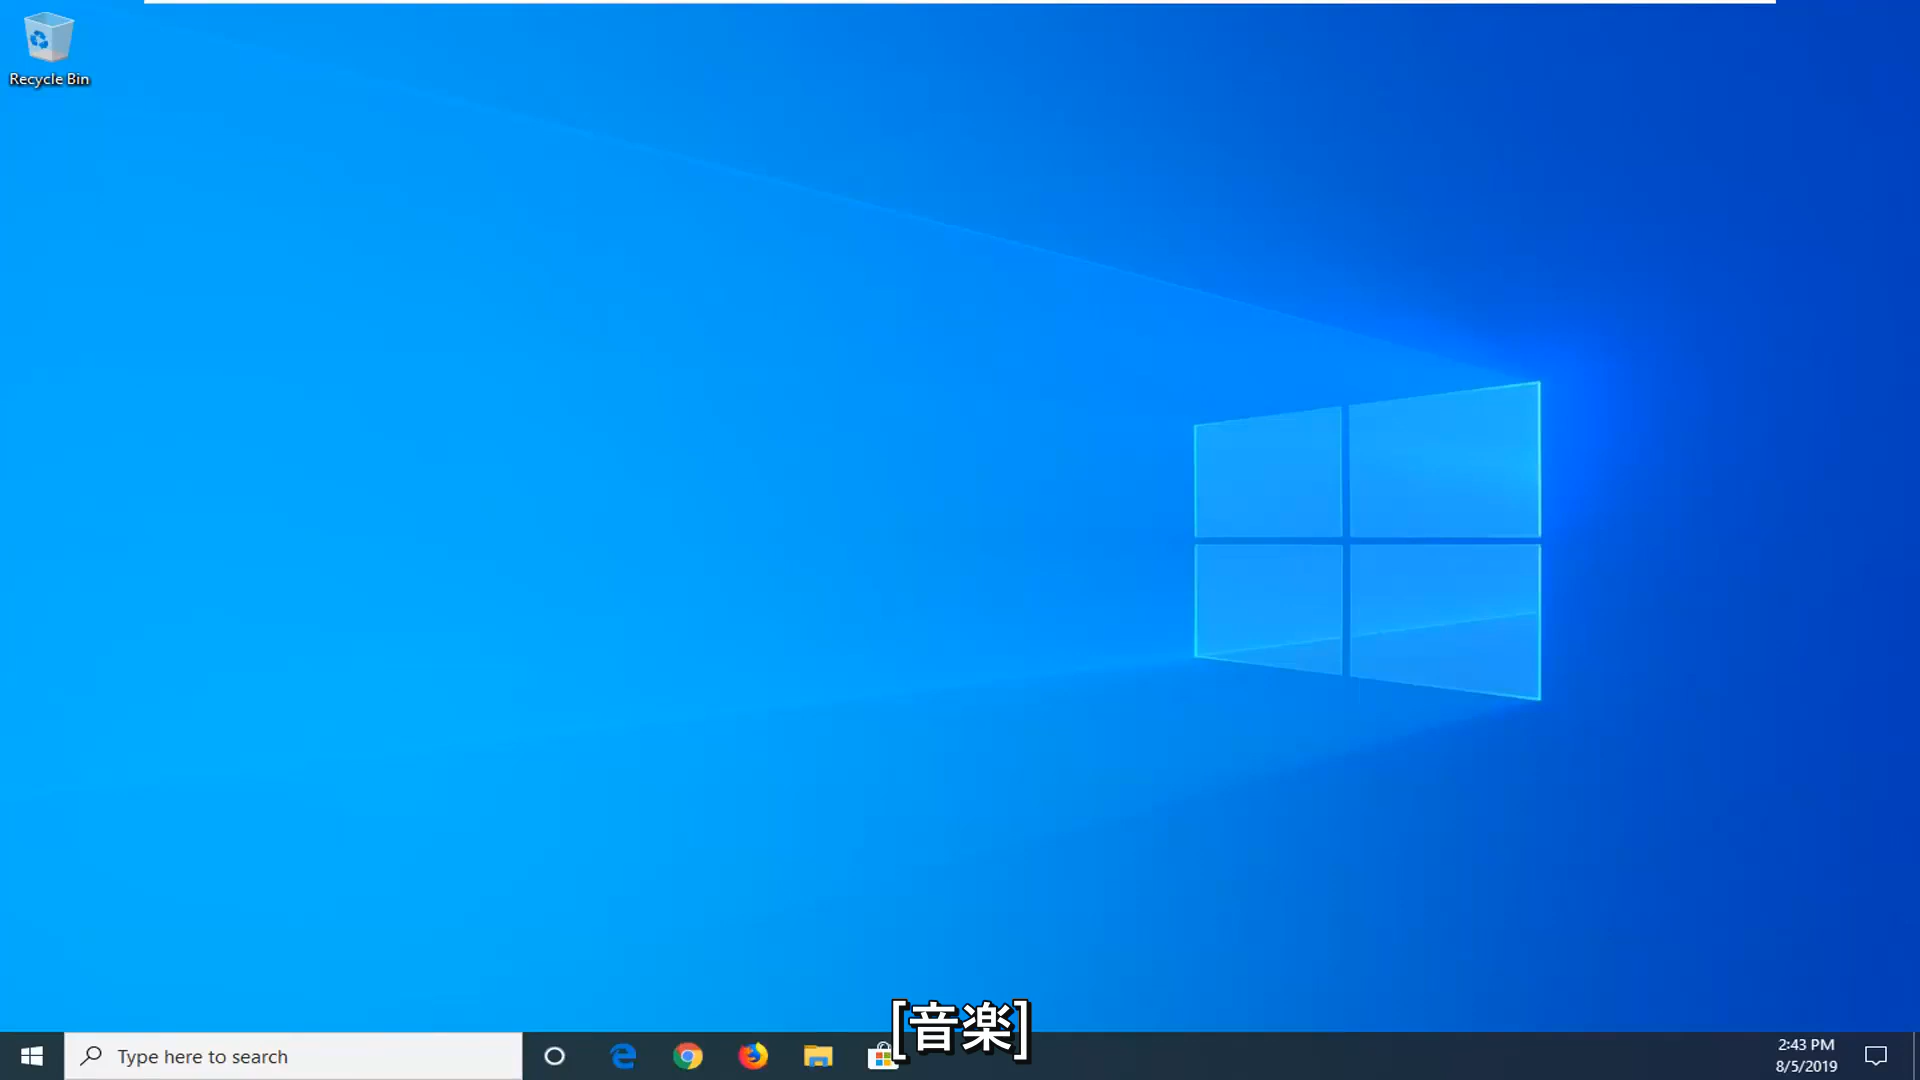 Recycle Bin
[音楽]
Type here to search
2:43 PM
8/5/2019